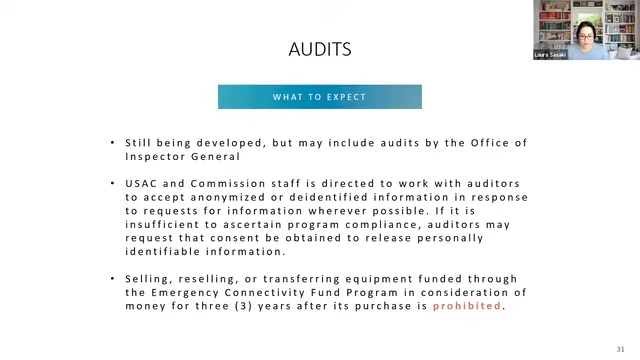 AUDITS
Laura Sasaki
WHAT TO EXPECT
• Still being developed, but may include audits by the Office of
Inspector General
• USAC and Commission staff is directed to work with auditors
to accept anonymized or deidentified information in response
to requests for information wherever possible. If it is
insufficient to ascertain program compliance, auditors may
request that consent be obtained to release personally
identifiable information.
• Selling, reselling, or transferring equipment funded through
the Emergency Connectivity Fund Program in consideration of
money for three (3) years after its purchase is prohibited.
31